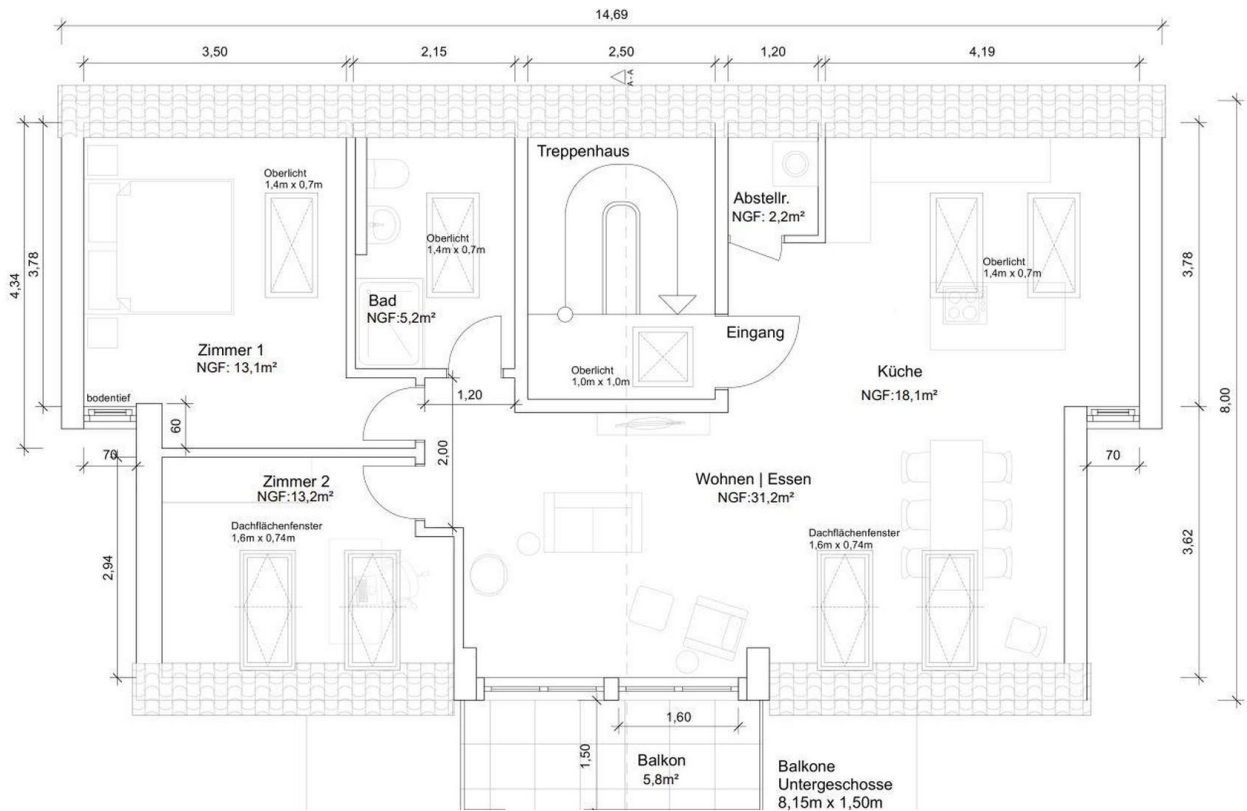 14,69
3,50
2,15
2,50
1,20
4,19
A-A
Treppenhaus
Oberlicht
1,4m x 0,7m
Abstellr.
NGF: 2,2m²
Oberlicht
1,4m x 0,7m
Oberlicht
1,4m x 0,7m
4,34
3,78
3,78
Bad
NGF:5,2m²
Eingang
Zimmer 1
NGF: 13,1m²
Oberlicht
1,0m x 1,0m
Küche
NGF:18,1m²
8,00
bodentief
1,20
60
70
2,00
70
Zimmer 2
NGF:13,2m²
Wohnen | Essen
NGF:31,2m²
Dachflächenfenster
1,6m x 0,74m
Dachflächenfenster
1,6m x 0,74m
2,94
3,62
1,60
1,50
Balkon
5,8m²
Balkone
Untergeschosse
8,15m x 1,50m